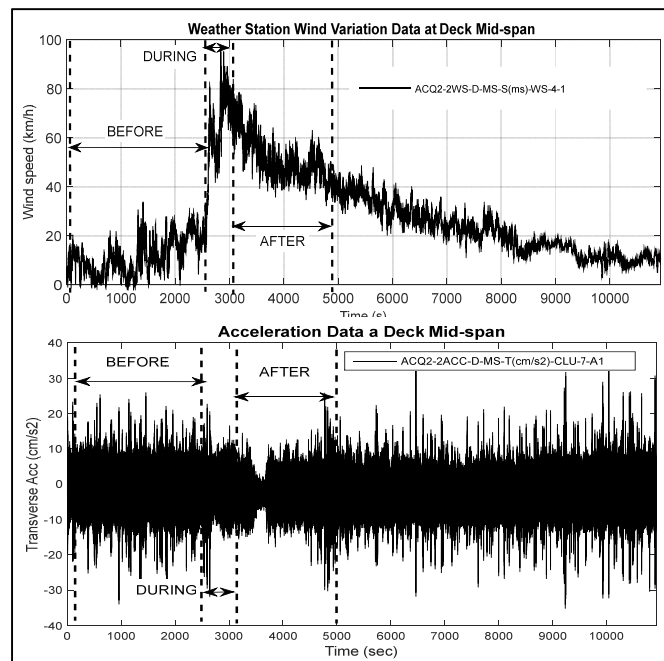 Weather Station Wind Variation Data at Deck Mid-span
100
80
60
40
20
0
Wind speed (km/h)
DURING
BEFORE
AFTER
ACQ2-2WS-D-MS-S(ms)-WS-4-1
0 1000 2000 3000 4000 5000 6000 7000 8000 9000 10000
Time (s)
Acceleration Data a Deck Mid-span
40
30
20
10
0
-10
-20
-30
-40
Transverse Acc (cm/s2)
BEFORE
AFTER
DURING
ACQ2-2ACC-D-MS-T(cm/s2)-CLU-7-A1
0 1000 2000 3000 4000 5000 6000 7000 8000 9000 10000
Time (sec)